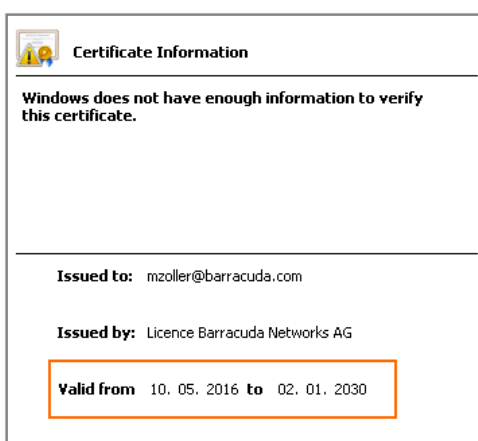 Certificate Information
Windows does not have enough information to verify
this certificate.
Issued to: mzoller@barracuda.com
Issued by: Licence Barracuda Networks AG
Valid from 10. 05. 2016 to 02. 01. 2030